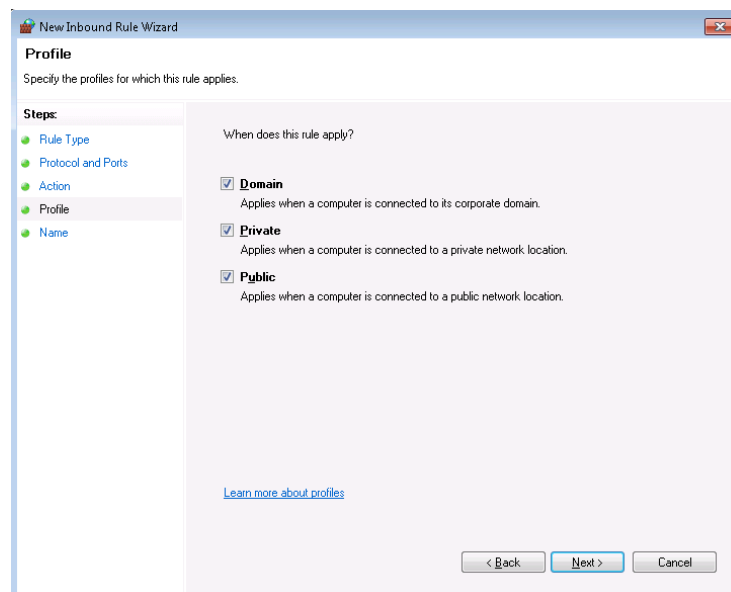 New Inbound Rule Wizard
Profile
Specify the profiles for which this rule applies.
Steps:
Rule Type
Protocol and Ports
Action
Profile
Name
When does this rule apply?
Domain
Applies when a computer is connected to its corporate domain.
Private
Applies when a computer is connected to a private network location.
Public
Applies when a computer is connected to a public network location.
Learn more about profiles
< Back Next > Cancel